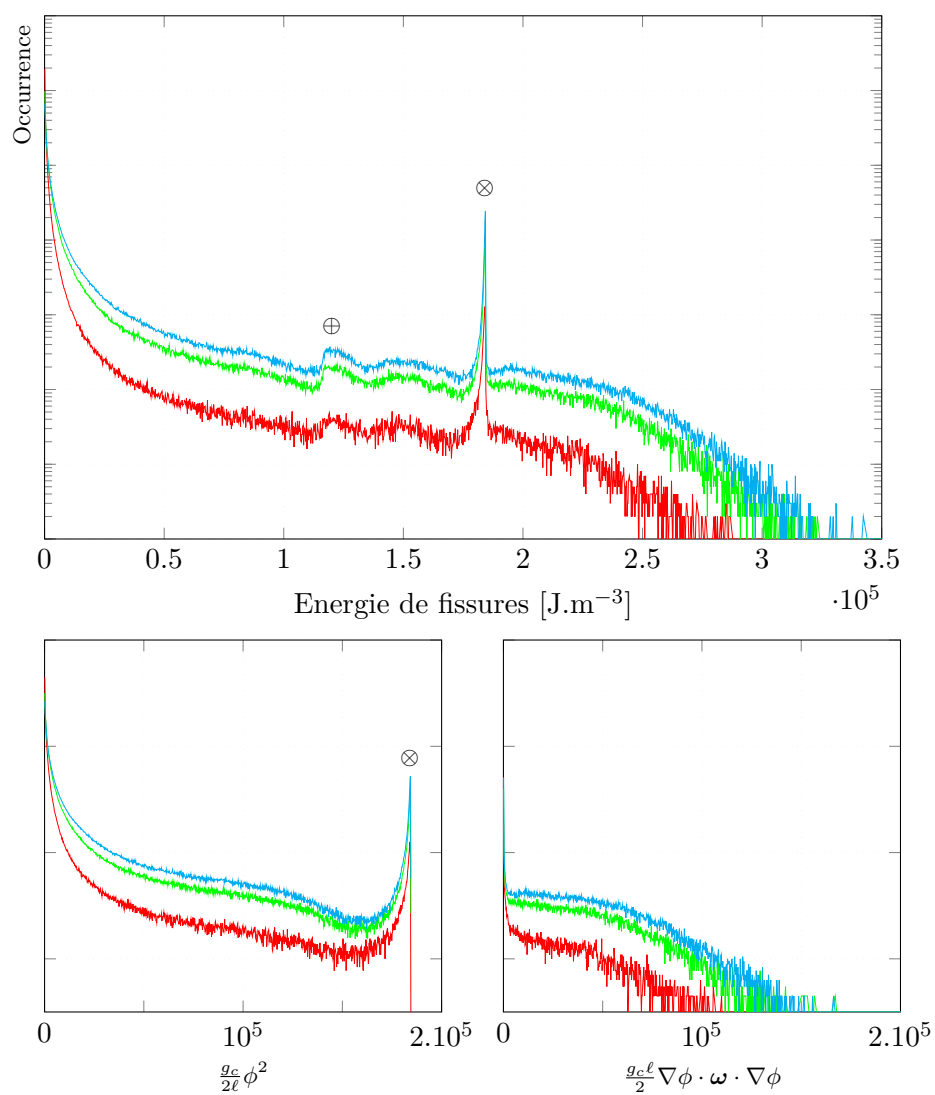 Occurrence
⊗
⊕
0 0.5 1 1.5 2 2.5 3 3.5
Energie de fissures [J.m⁻³] ·10⁵
⊗
0 10⁵ 2.10⁵
0 10⁵ 2.10⁵
g_c/2ℓ φ²
g_cℓ/2 ∇φ · ω · ∇φ